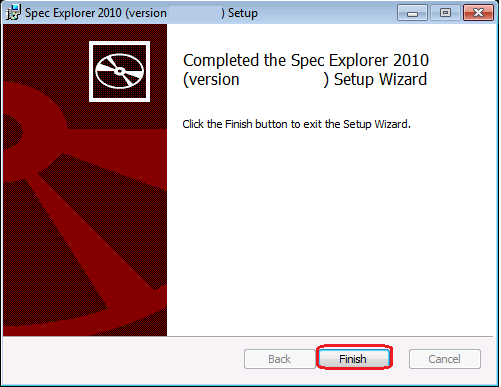 Spec Explorer 2010 (version ) Setup
Completed the Spec Explorer 2010
(version ) Setup Wizard
Click the Finish button to exit the Setup Wizard.
Back Finish Cancel